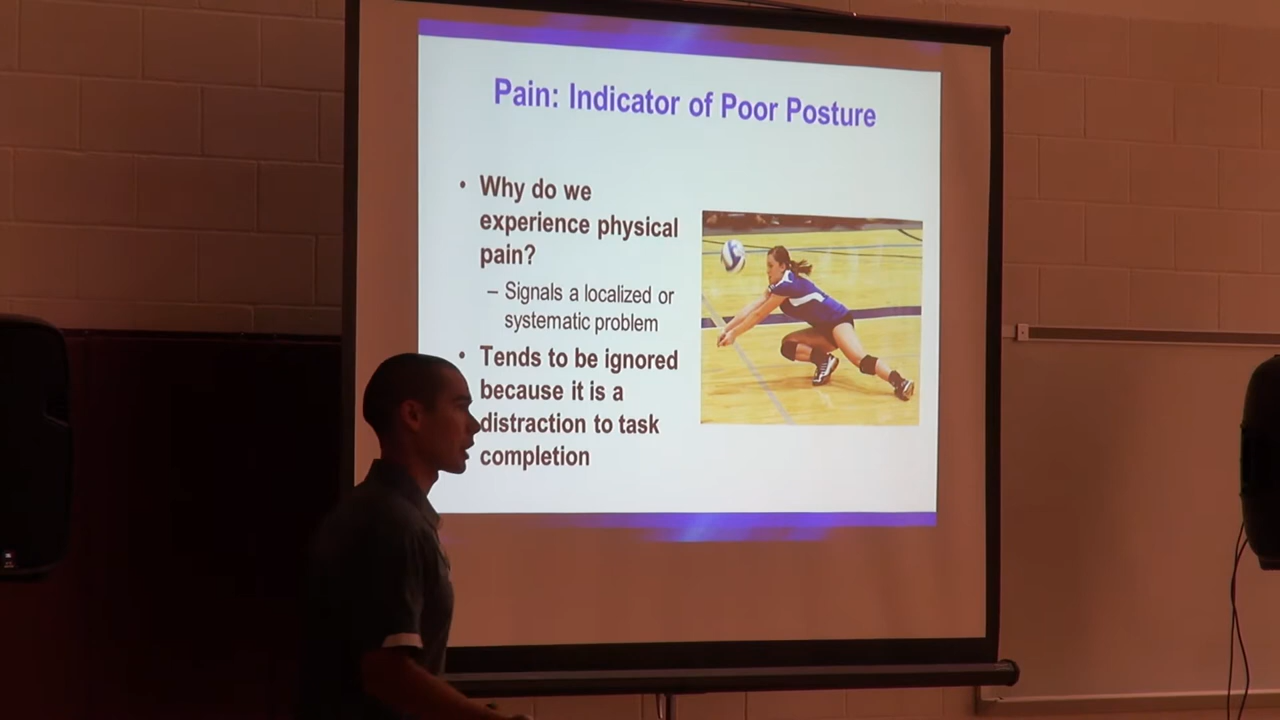 Pain: Indicator of Poor Posture
• Why do we
experience physical
pain?
– Signals a localized or
systematic problem
• Tends to be ignored
because it is a
distraction to task
completion